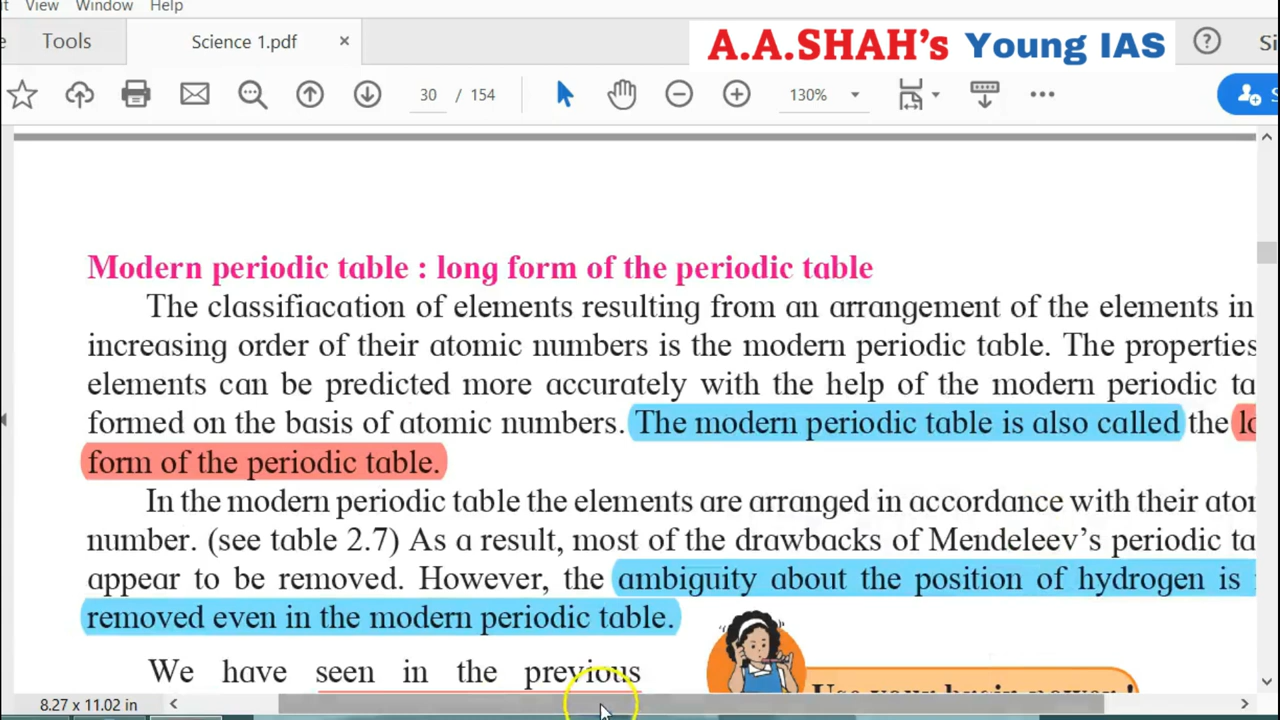 View Window Help
Tools Science 1.pdf × A.A.SHAH's Young IAS ?
30 / 154 130%
Modern periodic table : long form of the periodic table
The classifiacation of elements resulting from an arrangement of the elements in
increasing order of their atomic numbers is the modern periodic table. The properties
elements can be predicted more accurately with the help of the modern periodic
formed on the basis of atomic numbers. The modern periodic table is also called the
form of the periodic table.
In the modern periodic table the elements are arranged in accordance with their
number. (see table 2.7) As a result, most of the drawbacks of Mendeleev's periodic
appear to be removed. However, the ambiguity about the position of hydrogen is
removed even in the modern periodic table.
We have seen in the previous
Use your brain power !
8.27 x 11.02 in